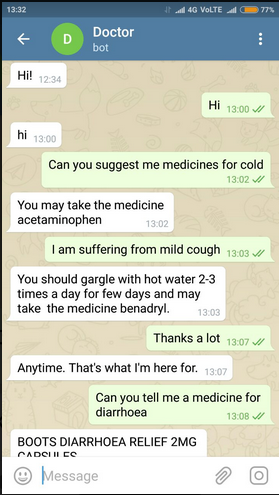 13:32 4G VoLTE 77%
D
Doctor
bot
Hi! 12:34
Hi 13:00
hi 13:00
Can you suggest me medicines for cold
13:02
You may take the medicine
acetaminophen 13:02
I am suffering from mild cough 13:03
You should gargle with hot water 2-3
times a day for few days and may
take the medicine benadryl. 13:03
Thanks a lot 13:07
Anytime. That's what I'm here for. 13:07
Can you tell me a medicine for
diarrhoea 13:08
BOOTS DIARRHOEA RELIEF 2MG
CAPSULES
Message